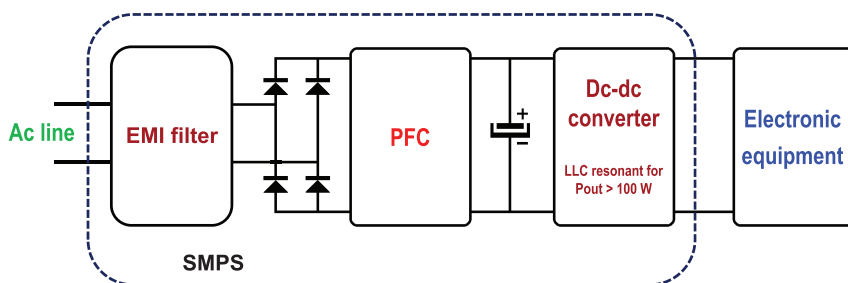 Ac line
EMI filter
PFC
+
−
Dc-dc
converter
LLC resonant for
Pout > 100 W
Electronic
equipment
SMPS